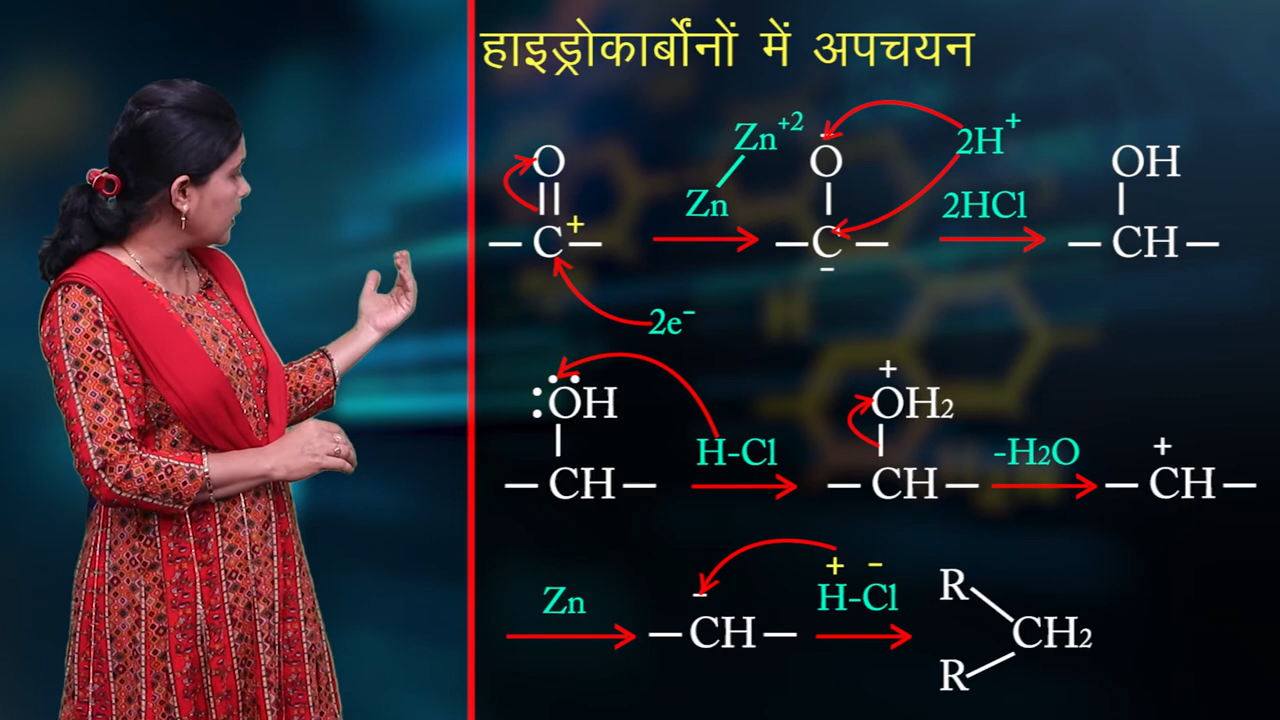 हाइड्रोकार्बोनों में अपचयन
Zn+2
2H+
O O OH
Zn 2HCl
–C+– –C– –CH–
2e–
+
:OH OH2
H-Cl -H2O +
–CH– –CH– –CH–
+ –
Zn – H-Cl R
–CH– CH2
R